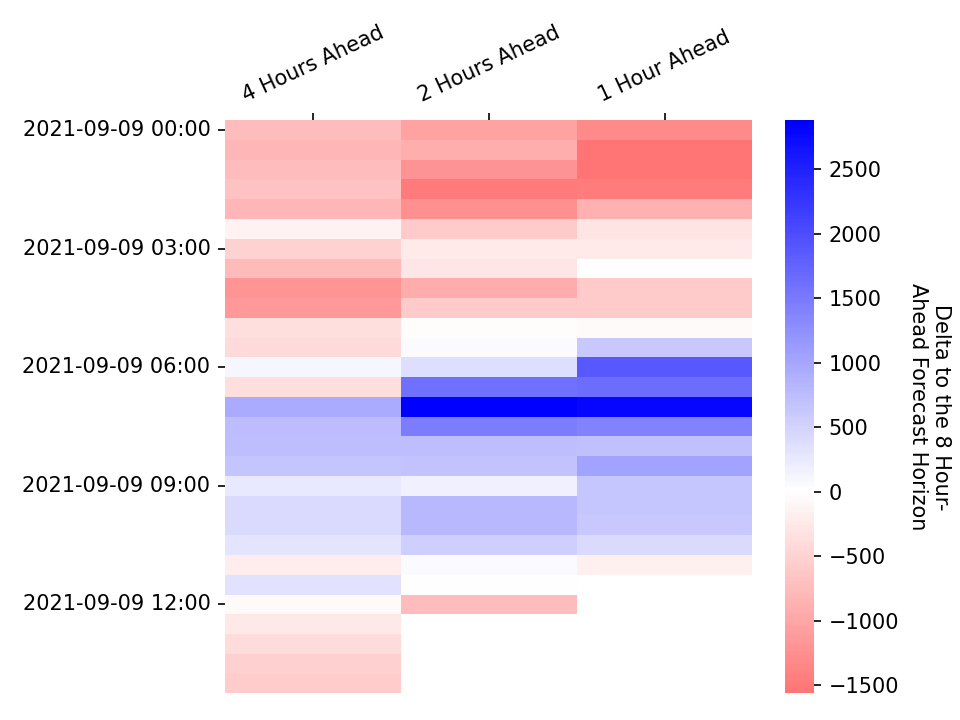 4 Hours Ahead
2 Hours Ahead
1 Hour Ahead
2021-09-09 00:00
2021-09-09 03:00
2021-09-09 06:00
2021-09-09 09:00
2021-09-09 12:00
2500
2000
1500
1000
500
0
−500
−1000
−1500
Delta to the 8 Hour-
Ahead Forecast Horizon